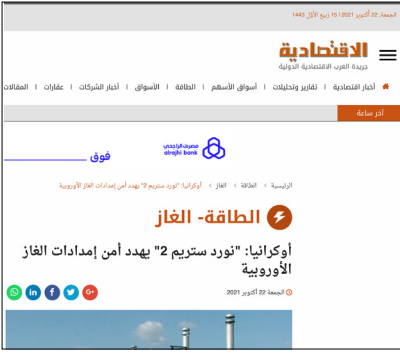 الجمعة, 22 أكتوبر 2021 | 15 ربيع الأول 1443
الاقتصادية
جريدة العرب الاقتصادية الدولية
أخبار اقتصادية | تقارير وتحليلات | أسواق الأسهم | الطاقة | الأسواق | أخبار الشركات | عقارات | المقالات
أخر ساعة
مصرف الراجحي
alrajhi bank
فوق
الرئيسية > الطاقة > الغاز > أوكرانيا: "نورد ستريم 2" يهدد أمن إمدادات الغاز الأوروبية
الطاقة- الغاز
أوكرانيا: "نورد ستريم 2" يهدد أمن إمدادات الغاز
الأوروبية
الجمعة 22 أكتوبر 2021